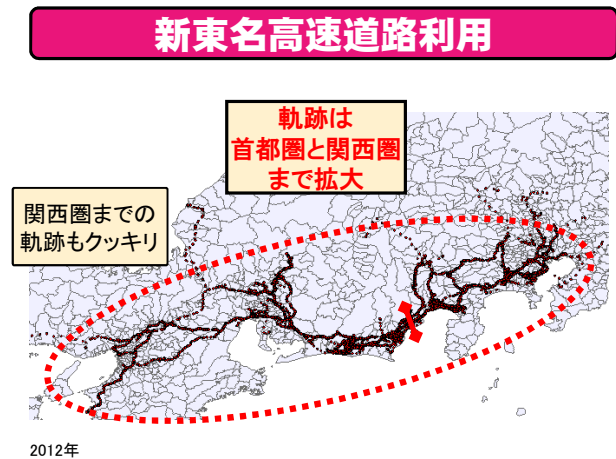 新東名高速道路利用
軌跡は
首都圏と関西圏
まで拡大
関西圏までの
軌跡もクッキリ
2012年